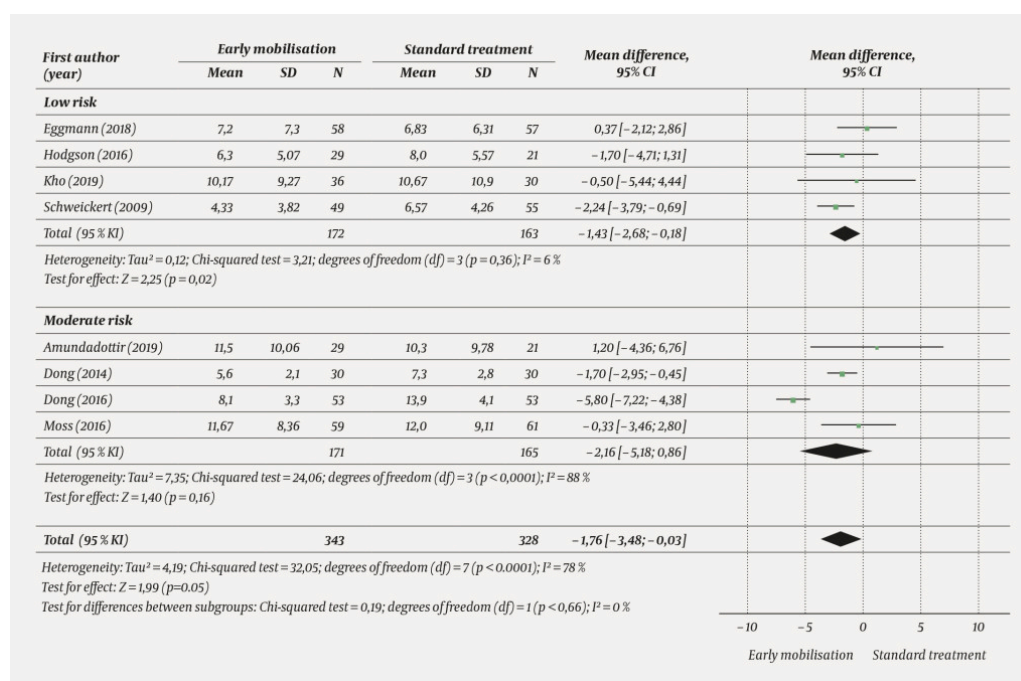 First author (year) Early mobilisation Standard treatment Mean difference, 95% CI Mean difference, 95% CI
Mean SD N Mean SD N
Low risk
Eggmann (2018) 7,2 7,3 58 6,83 6,31 57 0,37 [−2,12; 2,86]
Hodgson (2016) 6,3 5,07 29 8,0 5,57 21 −1,70 [−4,71; 1,31]
Kho (2019) 10,17 9,27 36 10,67 10,9 30 −0,50 [−5,44; 4,44]
Schweickert (2009) 4,33 3,82 49 6,57 4,26 55 −2,24 [−3,79; −0,69]
Total (95 % KI) 172 163 −1,43 [−2,68; −0,18]
Heterogeneity: Tau² = 0,12; Chi-squared test = 3,21; degrees of freedom (df) = 3 (p = 0,36); I² = 6 %
Test for effect: Z = 2,25 (p = 0,02)
Moderate risk
Amundadottir (2019) 11,5 10,06 29 10,3 9,78 21 1,20 [−4,36; 6,76]
Dong (2014) 5,6 2,1 30 7,3 2,8 30 −1,70 [−2,95; −0,45]
Dong (2016) 8,1 3,3 53 13,9 4,1 53 −5,80 [−7,22; −4,38]
Moss (2016) 11,67 8,36 59 12,0 9,11 61 −0,33 [−3,46; 2,80]
Total (95 % KI) 171 165 −2,16 [−5,18; 0,86]
Heterogeneity: Tau² = 7,35; Chi-squared test = 24,06; degrees of freedom (df) = 3 (p < 0,0001); I² = 88 %
Test for effect: Z = 1,40 (p = 0,16)
Total (95 % KI) 343 328 −1,76 [−3,48; −0,03]
Heterogeneity: Tau² = 4,19; Chi-squared test = 32,05; degrees of freedom (df) = 7 (p < 0.0001); I² = 78 %
Test for effect: Z = 1,99 (p=0.05)
Test for differences between subgroups: Chi-squared test = 0,19; degrees of freedom (df) = 1 (p < 0,66); I² = 0 %
−10 −5 0 5 10
Early mobilisation Standard treatment